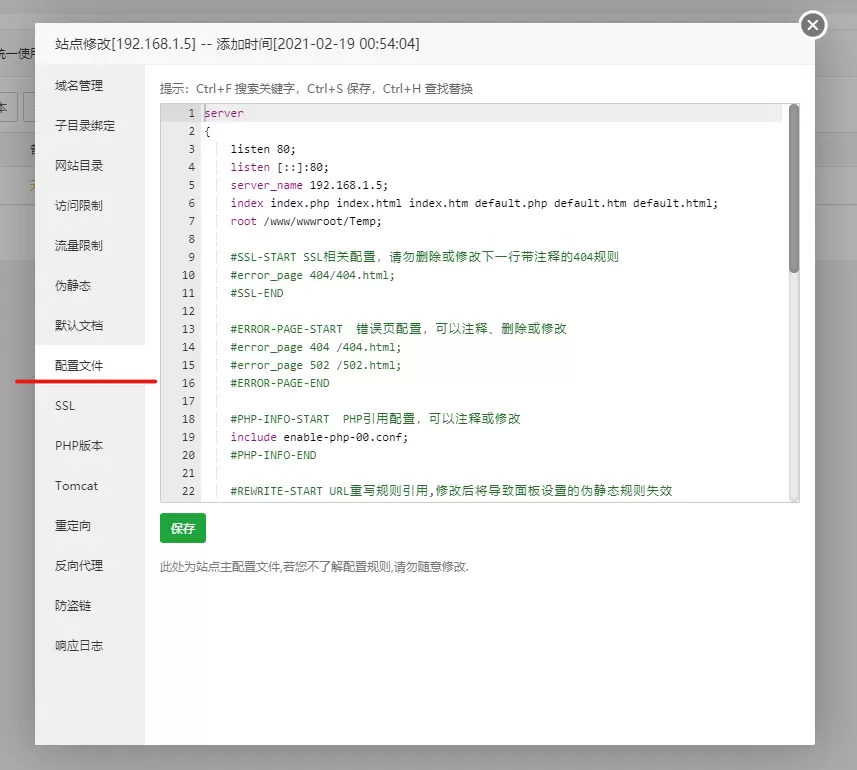 站点修改[192.168.1.5] -- 添加时间[2021-02-19 00:54:04]
域名管理
子目录绑定
网站目录
访问限制
流量限制
伪静态
默认文档
配置文件
SSL
PHP版本
Tomcat
重定向
反向代理
防盗链
响应日志
提示：Ctrl+F 搜索关键字，Ctrl+S 保存，Ctrl+H 查找替换
1 server
2 {
3 listen 80;
4 listen [::]:80;
5 server_name 192.168.1.5;
6 index index.php index.html index.htm default.php default.htm default.html;
7 root /www/wwwroot/Temp;
8
9 #SSL-START SSL相关配置，请勿删除或修改下一行带注释的404规则
10 #error_page 404/404.html;
11 #SSL-END
12
13 #ERROR-PAGE-START 错误页配置，可以注释、删除或修改
14 #error_page 404 /404.html;
15 #error_page 502 /502.html;
16 #ERROR-PAGE-END
17
18 #PHP-INFO-START PHP引用配置，可以注释或修改
19 include enable-php-00.conf;
20 #PHP-INFO-END
21
22 #REWRITE-START URL重写规则引用,修改后将导致面板设置的伪静态规则失效
保存
此处为站点主配置文件,若您不了解配置规则,请勿随意修改.